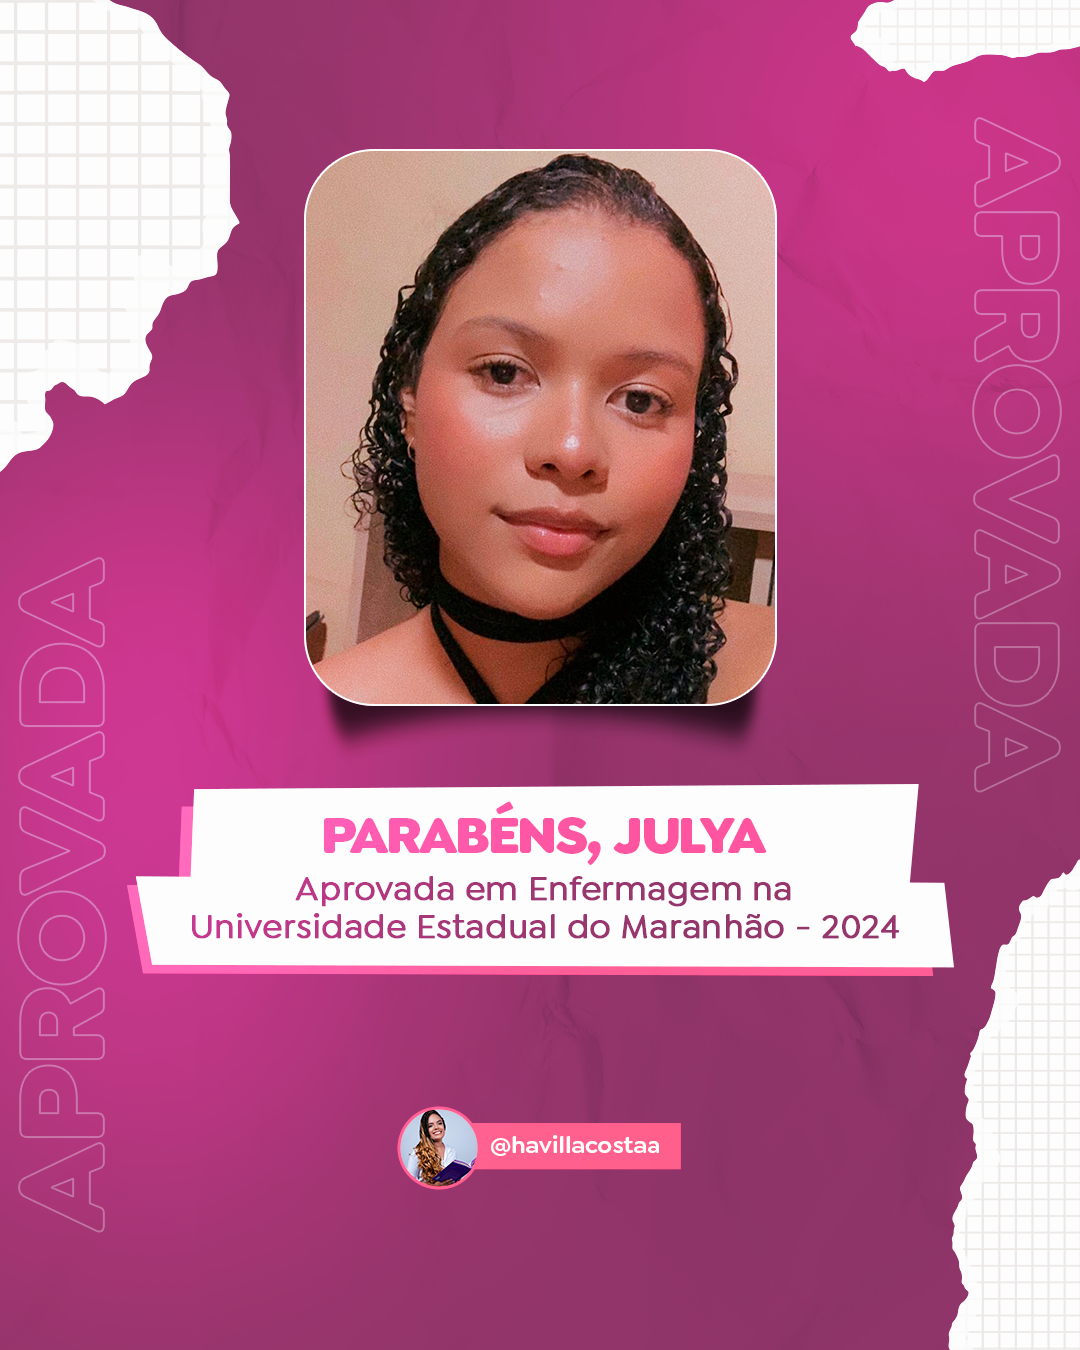 APROVADA
APROVADA
PARABÉNS, JULYA
Aprovada em Enfermagem na
Universidade Estadual do Maranhão - 2024
@havillacostaa